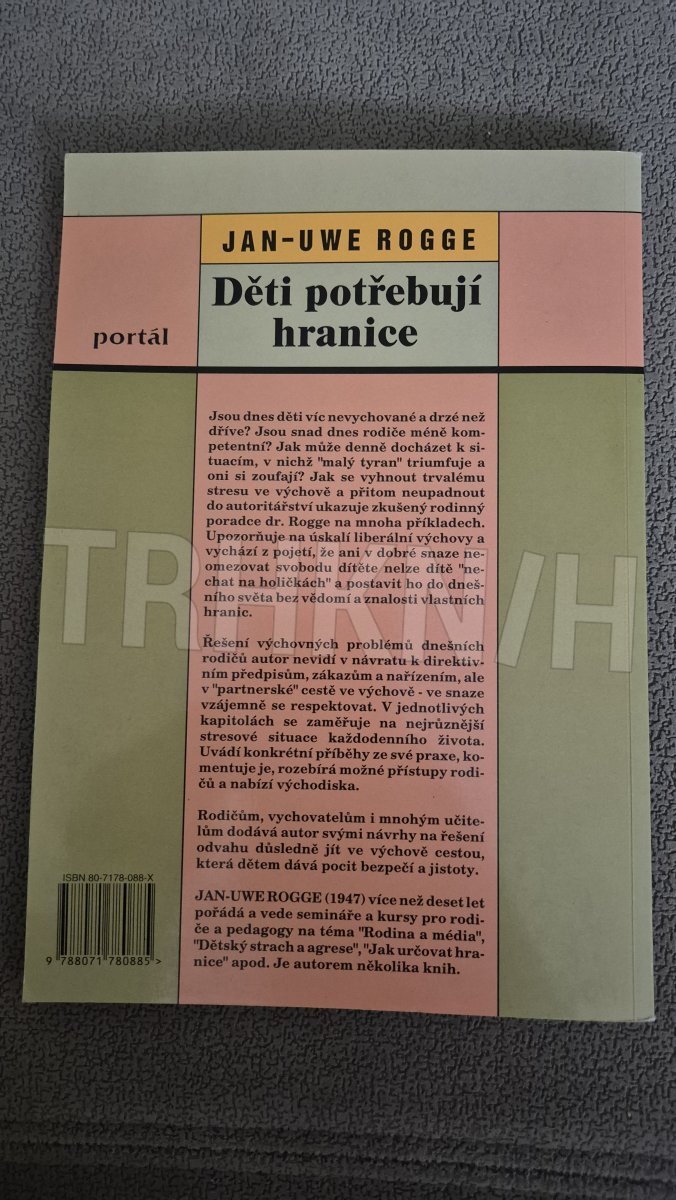 JAN-UWE ROGGE
Děti potřebují
hranice
portál
Jsou dnes děti víc nevychované a drzé než
dříve? Jsou snad dnes rodiče méně kom-
petentní? Jak může denně docházet k si-
tuacím, v nichž "malý tyran" triumfuje a
oni si zoufají? Jak se vyhnout trvalému
stresu ve výchově a přitom neupadnout
do autoritářství ukazuje zkušený rodinný
poradce dr. Rogge na mnoha příkladech.
Upozorňuje na úskalí liberální výchovy a
vychází z pojetí, že ani v dobré snaze ne-
omezovat svobodu dítěte nelze dítě "ne-
chat na holičkách" a postavit ho do dneš-
ního světa bez vědomí a znalosti vlastních
hranic.
Řešení výchovných problémů dnešních
rodičů autor nevidí v návratu k direktiv-
ním předpisům, zákazům a nařízením, ale
v "partnerské" cestě ve výchově - ve snaze
vzájemně se respektovat. V jednotlivých
kapitolách se zaměřuje na nejrůznější
stresové situace každodenního života.
Uvádí konkrétní příběhy ze své praxe, ko-
mentuje je, rozebírá možné přístupy rodi-
čů a nabízí východiska.
Rodičům, vychovatelům i mnohým učite-
lům dodává autor svými návrhy na řešení
odvahu důsledně jít ve výchově cestou,
která dětem dává pocit bezpečí a jistoty.
JAN-UWE ROGGE (1947) více než deset let
pořádá a vede semináře a kursy pro rodi-
če a pedagogy na téma "Rodina a média",
"Dětský strach a agrese", "Jak určovat hra-
nice" apod. Je autorem několika knih.
ISBN 80-7178-088-X
9 788071 780885 >